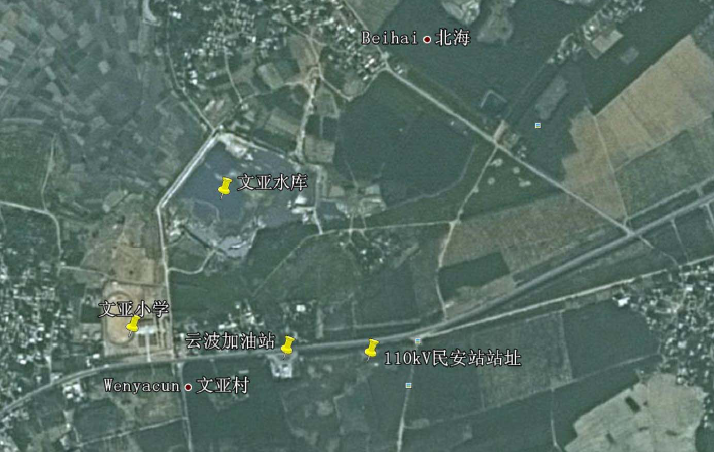 Beihai 北海
文亚水库
文亚小学
云波加油站
110kV民安站站址
Wenyacun 文亚村